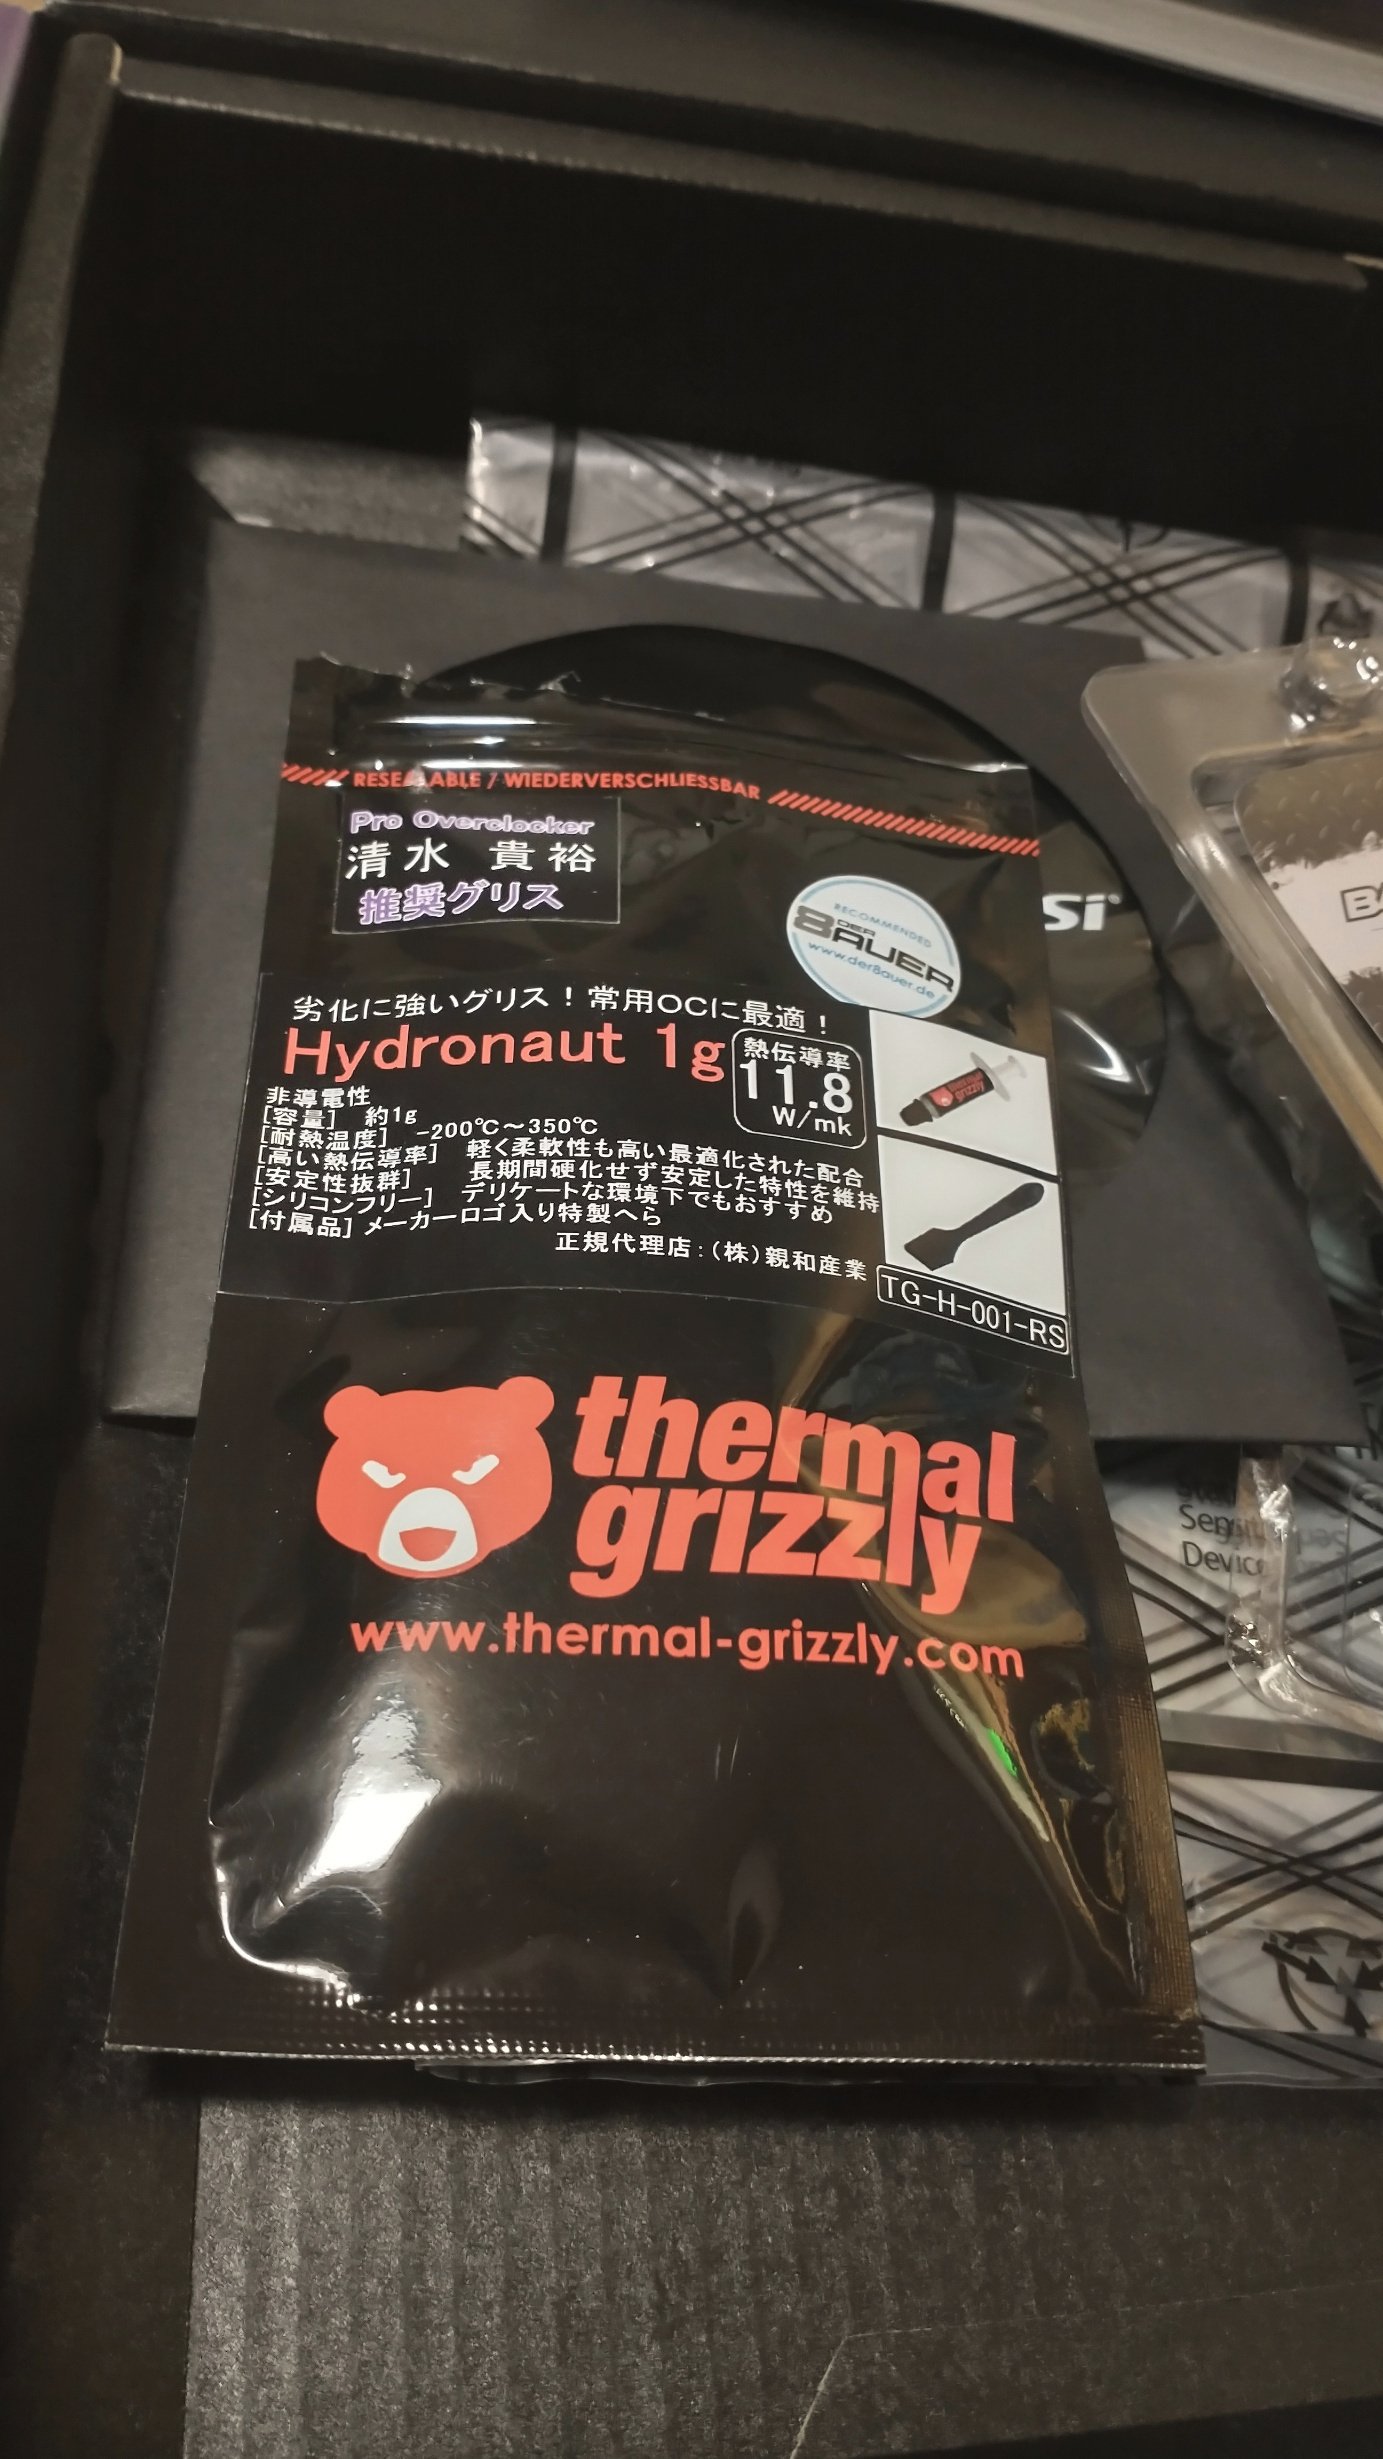 RESEALABLE / WIEDERVERSCHLIESSBAR
Pro Overclocker
清水 貴裕
推奨グリス
RECOMMENDED
DER
8AUER
www.der8auer.de
劣化に強いグリス！常用OCに最適！
Hydronaut 1g
熱伝導率
11.8
W/mk
非導電性
[容量] 約1g
[耐熱温度] -200℃～350℃
[高い熱伝導率] 軽く柔軟性も高い最適化された配合
[安定性抜群] 長期間硬化せず安定した特性を維持
[シリコンフリー] デリケートな環境下でもおすすめ
[付属品] メーカーロゴ入り特製へら
正規代理店：（株）親和産業
thermal
grizzly
TG-H-001-RS
thermal
grizzly
www.thermal-grizzly.com
si